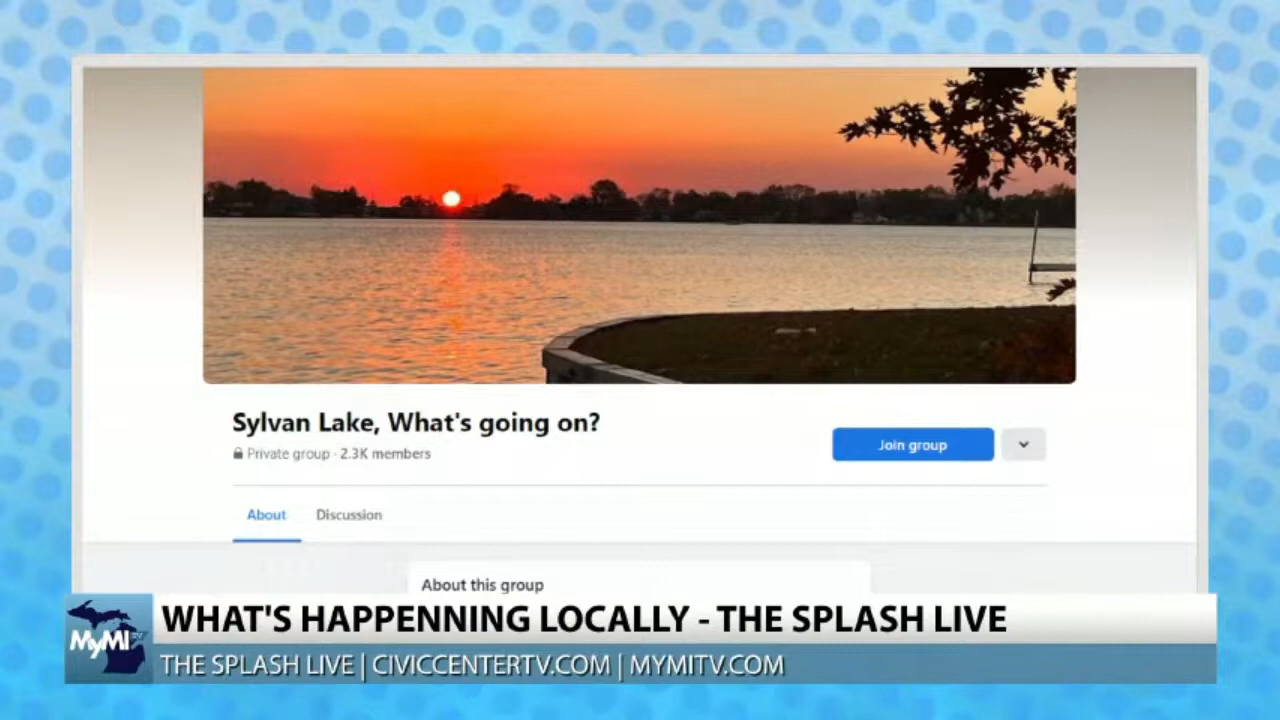 Sylvan Lake, What's going on?
Private group · 2.3K members
Join group
About
Discussion
About this group
MyMI TV
WHAT'S HAPPENNING LOCALLY - THE SPLASH LIVE
THE SPLASH LIVE | CIVICCENTERTV.COM | MYMITV.COM